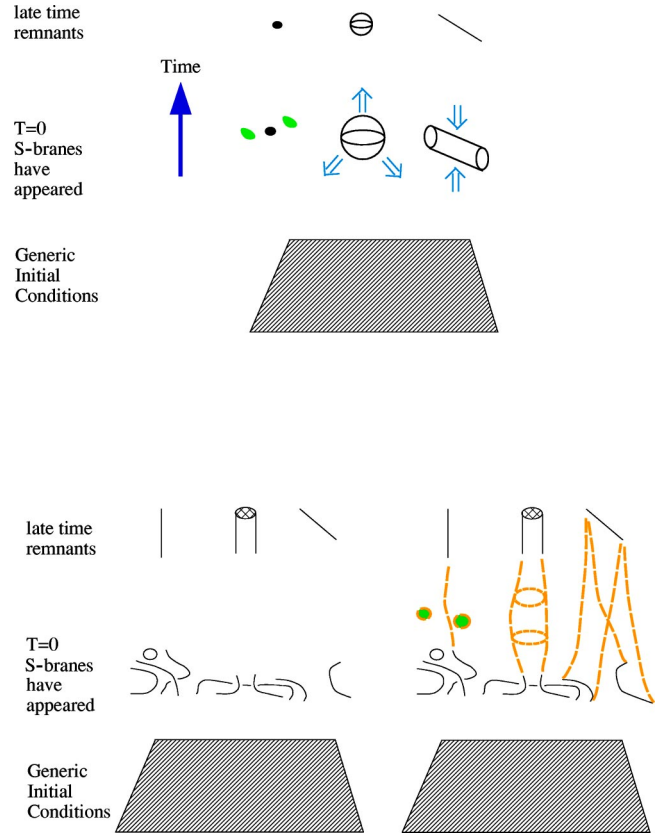 late time
remnants
Time
T=0
S-branes
have
appeared
Generic
Initial
Conditions
late time
remnants
T=0
S-branes
have
appeared
Generic
Initial
Conditions